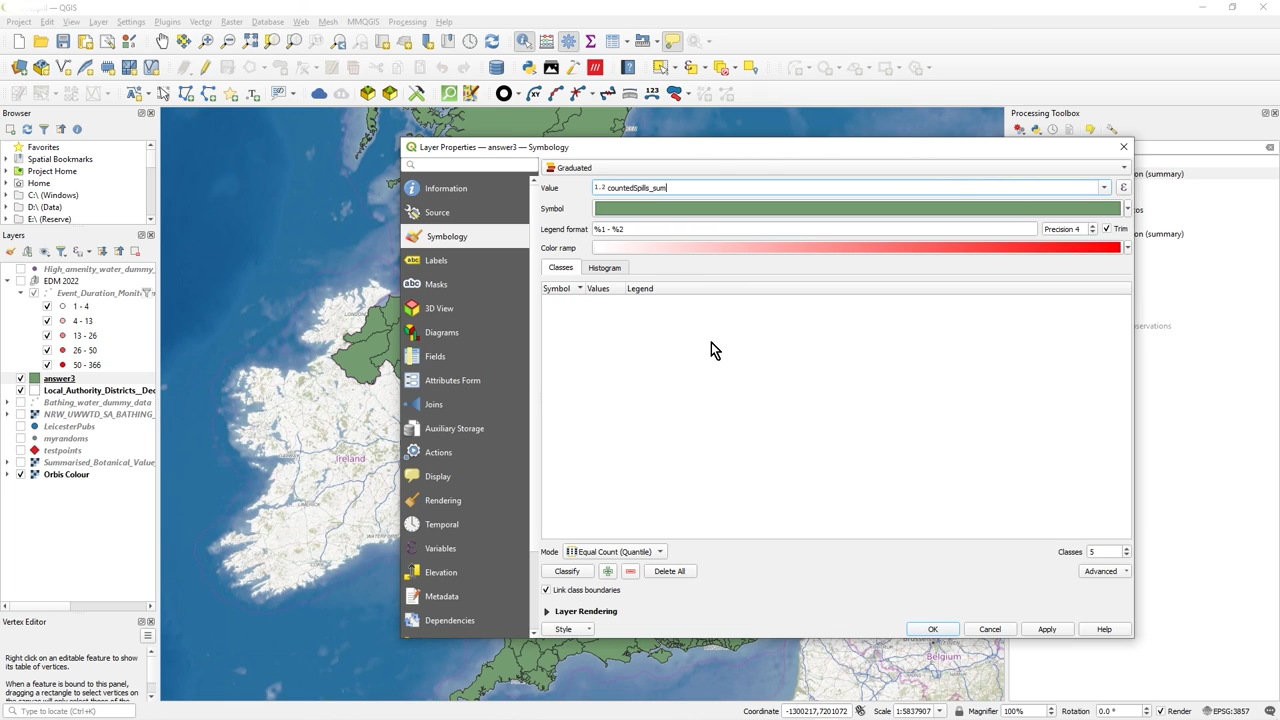 — QGIS
Project Edit View Layer Settings Plugins Vector Raster Database Web Mesh MMQGIS Processing Help
Browser
Favorites
Spatial Bookmarks
Project Home
Home
C:\ (Windows)
D:\ (Data)
E:\ (Reserve)
Layers
High_amenity_water_dummy_
EDM 2022
Event_Duration_Monit
1 - 4
4 - 13
13 - 26
26 - 50
50 - 366
answer3
Local_Authority_Districts__Dec
Bathing_water_dummy_data
NRW_UWWTD_SA_BATHING_
LeicesterPubs
myrandoms
testpoints
Summarised_Botanical_Value_
Orbis Colour
Vertex Editor
Right click on an editable feature to show
its table of vertices.
When a feature is bound to this panel,
dragging a rectangle to select vertices on
Type to locate (Ctrl+K)
Ireland
Belgium
Layer Properties — answer3 — Symbology
Information
Source
Symbology
Labels
Masks
3D View
Diagrams
Fields
Attributes Form
Joins
Auxiliary Storage
Actions
Display
Rendering
Temporal
Variables
Elevation
Metadata
Dependencies
Graduated
Value 1.2 countedSpills_sum
Symbol
Legend format %1 - %2 Precision 4 Trim
Color ramp
Classes Histogram
Symbol Values Legend
Mode Equal Count (Quantile) Classes 5
Classify Delete All Advanced
Link class boundaries
Layer Rendering
Style OK Cancel Apply Help
Processing Toolbox
on (summary)
os
on (summary)
ervations
Coordinate -1300217,7201072 Scale 1:5837907 Magnifier 100% Rotation 0.0 ° Render EPSG:3857